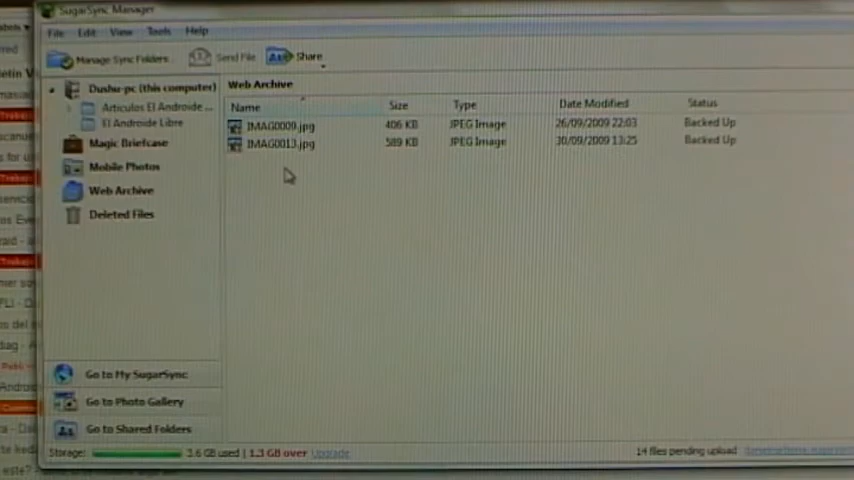 SugarSync Manager
File Edit View Tools Help
Manage Sync Folders Send File Share
Dushu-pc (this computer)
Articulos El Androide ...
El Androide Libre
Magic Briefcase
Mobile Photos
Web Archive
Deleted Files
Web Archive
Name Size Type Date Modified Status
IMAG0009.jpg 406 KB JPEG Image 26/09/2009 22:03 Backed Up
IMAG0013.jpg 589 KB JPEG Image 30/09/2009 13:25 Backed Up
Go to My SugarSync
Go to Photo Gallery
Go to Shared Folders
Storage: 3.6 GB used | 1.3 GB over Upgrade
14 files pending upload